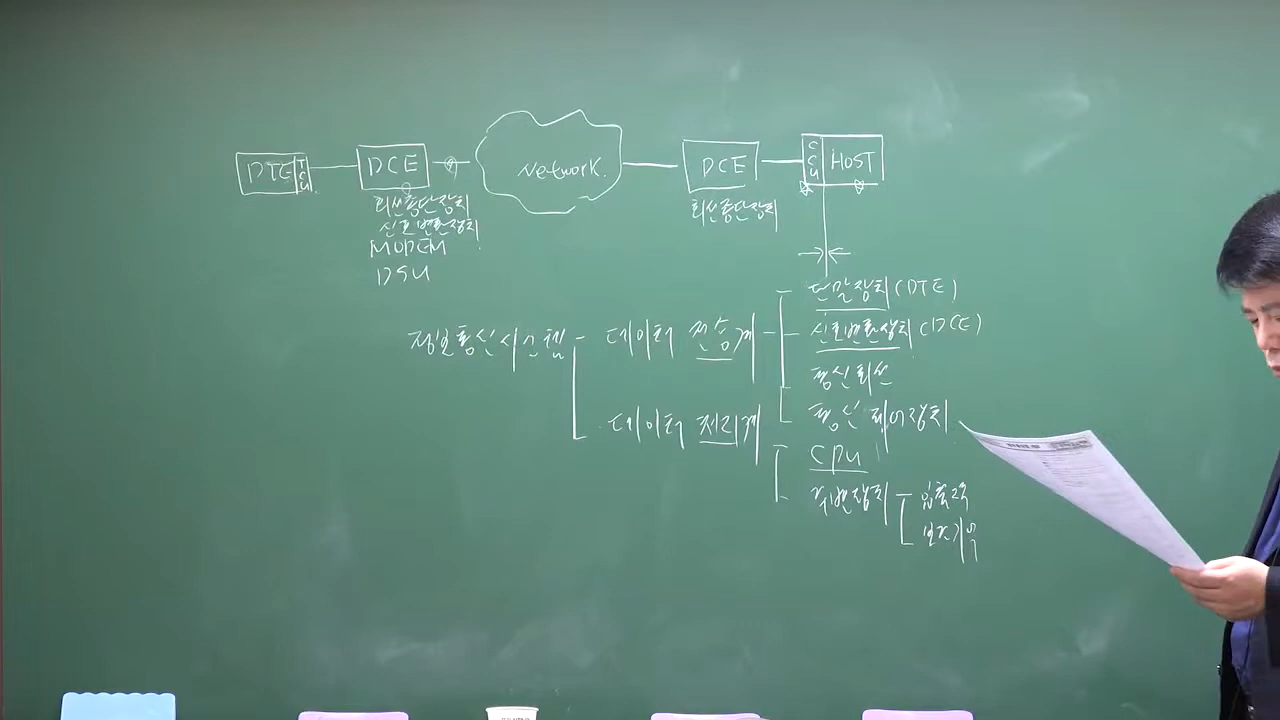 DTE TCU DCE Network. DCE CCU HOST
회선종단장치
신호변환장치
MODEM
DSU
회선종단장치
정보통신시스템
데이터 전송계
단말장치(DTE)
신호변환장치(DCE)
통신회선
통신제어장치
데이터 처리계
CPU
주변장치
입출력
보조기억